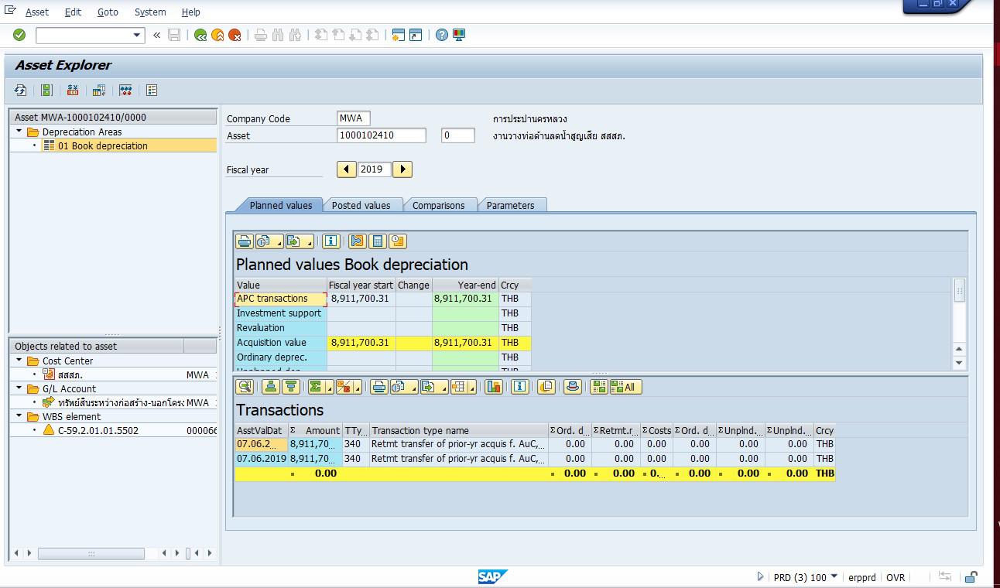 Asset Edit Goto System Help
Asset Explorer
Asset MWA-1000102410/0000
Depreciation Areas
01 Book depreciation
Company Code MWA การประปานครหลวง
Asset 1000102410 0 งานวางท่อด้านลดน้ำสูญเสีย สสสภ.
Fiscal year 2019
Planned values Posted values Comparisons Parameters
Planned values Book depreciation
Value Fiscal year start Change Year-end Crcy
APC transactions 8,911,700.31 8,911,700.31 THB
Investment support THB
Revaluation THB
Acquisition value 8,911,700.31 8,911,700.31 THB
Ordinary deprec. THB
Objects related to asset
Cost Center
สสสภ. MWA
G/L Account
ทรัพย์สินระหว่างก่อสร้าง-นอกโครง MWA
WBS element
C-59.2.01.01.5502 000066
All
Transactions
AsstValDat Σ Amount TTy... Transaction type name Σ Ord. d... Σ Retmt.r... Σ Costs Σ Ord. d... Σ Unplnd... Σ Unplnd... Crcy
07.06.2... 8,911,70... 340 Retmt transfer of prior-yr acquis f. AuC,... 0.00 0.00 0.00 0.00 0.00 0.00 THB
07.06.2019 8,911,70... 340 Retmt transfer of prior-yr acquis f. AuC,... 0.00 0.00 0.00 0.00 0.00 0.00 THB
0.00 0.00 0.00 0.... 0.00 0.00 0.00 THB
SAP PRD (3) 100 erpprd OVR